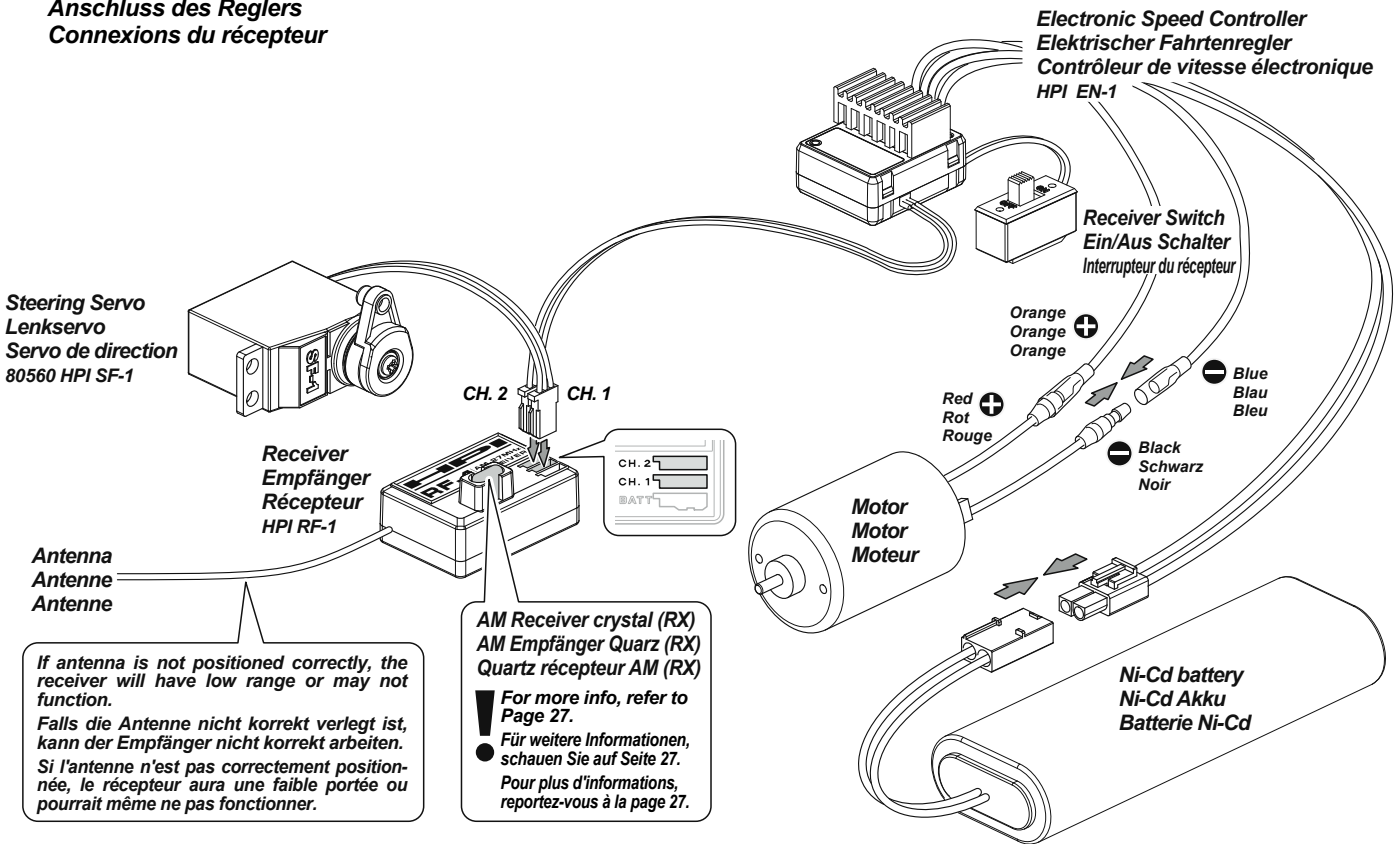 Anschluss des Reglers
Connexions du récepteur
Electronic Speed Controller
Elektrischer Fahrtenregler
Contrôleur de vitesse électronique
HPI EN-1
Receiver Switch
Ein/Aus Schalter
Interrupteur du récepteur
Steering Servo
Lenkservo
Servo de direction
80560 HPI SF-1
SF-1
CH. 2
CH. 1
Orange
Orange
Orange
Red
Rot
Rouge
Blue
Blau
Bleu
Black
Schwarz
Noir
Receiver
Empfänger
Récepteur
HPI RF-1
CH. 2
CH. 1
BATT
Motor
Motor
Moteur
Antenna
Antenne
Antenne
If antenna is not positioned correctly, the
receiver will have low range or may not
function.
Falls die Antenne nicht korrekt verlegt ist,
kann der Empfänger nicht korrekt arbeiten.
Si l'antenne n'est pas correctement position-
née, le récepteur aura une faible portée ou
pourrait même ne pas fonctionner.
AM Receiver crystal (RX)
AM Empfänger Quarz (RX)
Quartz récepteur AM (RX)
For more info, refer to
Page 27.
Für weitere Informationen,
schauen Sie auf Seite 27.
Pour plus d'informations,
reportez-vous à la page 27.
Ni-Cd battery
Ni-Cd Akku
Batterie Ni-Cd